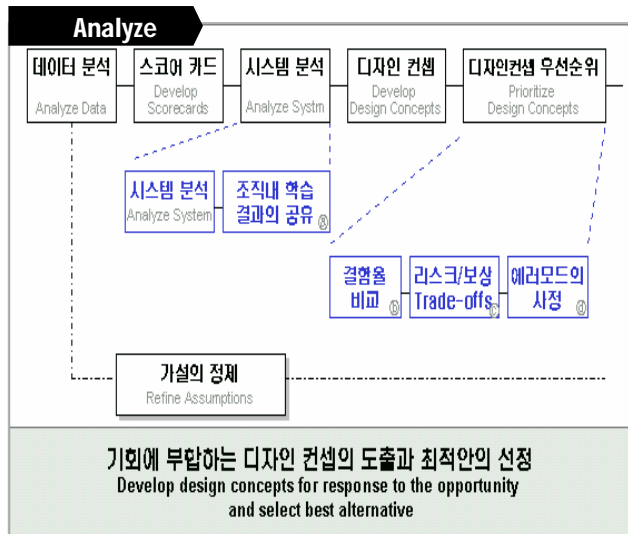 Analyze
데이터 분석
Analyze Data
스코어 카드
Develop
Scorecards
시스템 분석
Analyze Systm
디자인 컨셉
Develop
Design Concepts
디자인컨셉 우선순위
Prioritize
Design Concepts
시스템 분석
Analyze System
조직내 학습
결과의 공유 ⓐ
결함율
비교 ⓑ
리스크/보상
Trade-offs ⓒ
에러모드의
사정 ⓓ
가설의 정제
Refine Assumptions
기회에 부합하는 디자인 컨셉의 도출과 최적안의 선정
Develop design concepts for response to the opportunity
and select best alternative